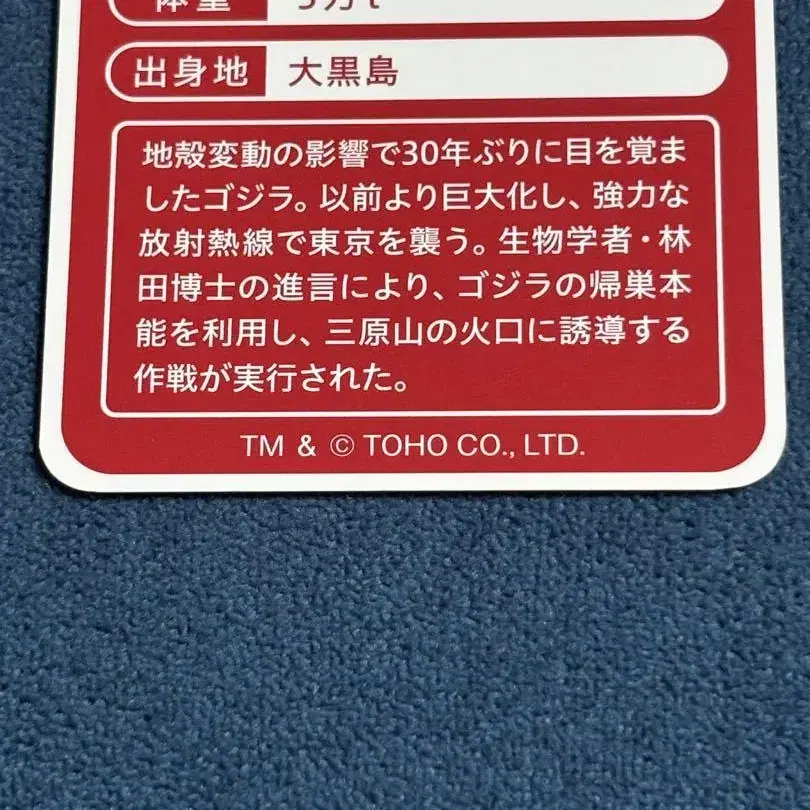 体重 5万t
出身地 大黒島
地殻変動の影響で30年ぶりに目を覚ま
したゴジラ。以前より巨大化し、強力な
放射熱線で東京を襲う。生物学者・林
田博士の進言により、ゴジラの帰巣本
能を利用し、三原山の火口に誘導する
作戦が実行された。
TM & © TOHO CO., LTD.